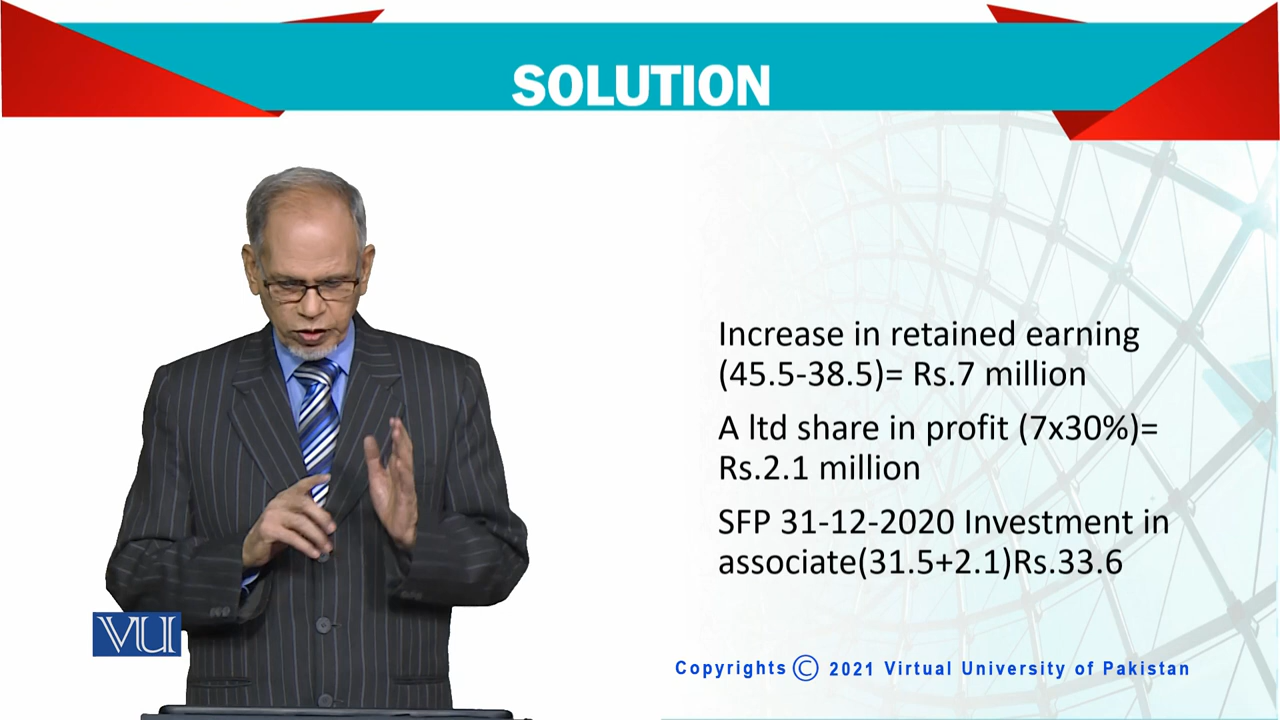 SOLUTION
Increase in retained earning
(45.5-38.5)= Rs.7 million
A ltd share in profit (7x30%)=
Rs.2.1 million
SFP 31-12-2020 Investment in
associate(31.5+2.1)Rs.33.6
VU
Copyrights © 2021 Virtual University of Pakistan